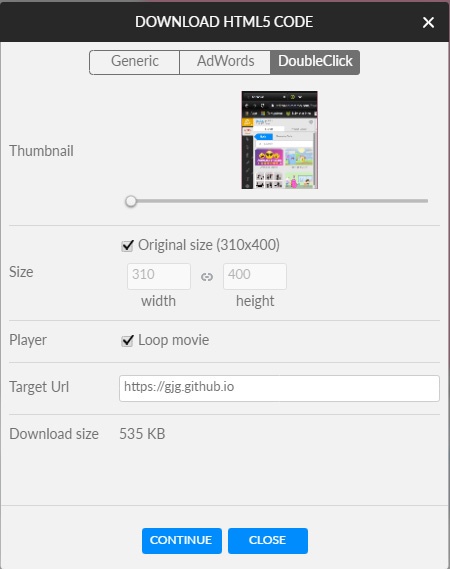 DOWNLOAD HTML5 CODE
Generic AdWords DoubleClick
Thumbnail
Original size (310x400)
Size
310 400
width height
Player Loop movie
Target Url https://gjg.github.io
Download size 535 KB
CONTINUE CLOSE